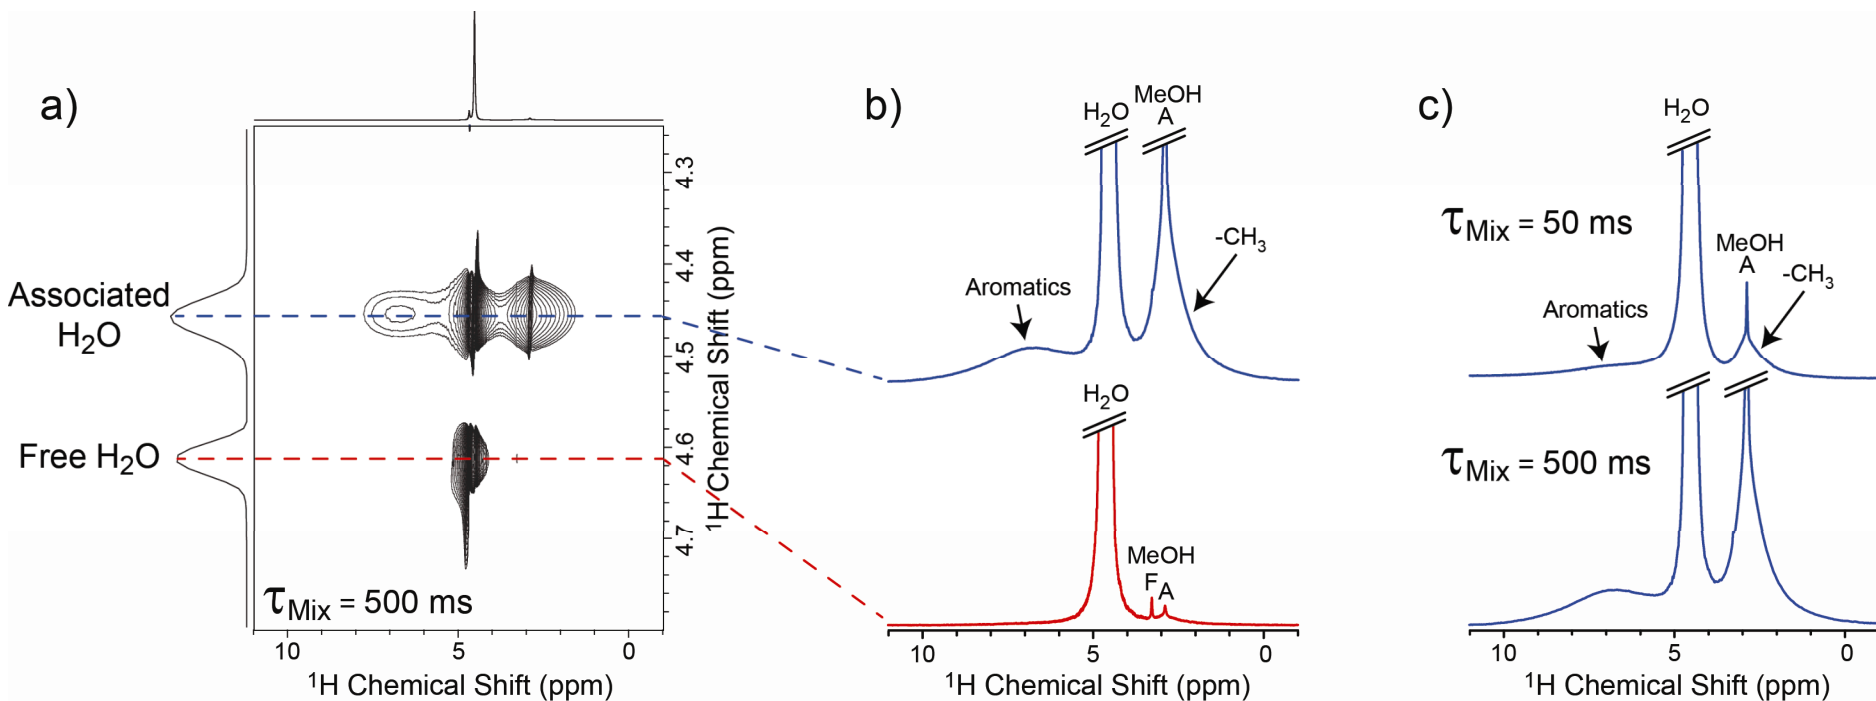 a)
Associated
H₂O
Free H₂O
τMix = 500 ms
4.3
4.4
4.5
4.6
4.7
¹H Chemical Shift (ppm)
10 5 0
¹H Chemical Shift (ppm)
b)
H₂O
MeOH
A
-CH₃
Aromatics
H₂O
MeOH
F A
10 5 0
¹H Chemical Shift (ppm)
c)
H₂O
τMix = 50 ms
MeOH
A
-CH₃
Aromatics
τMix = 500 ms
10 5 0
¹H Chemical Shift (ppm)